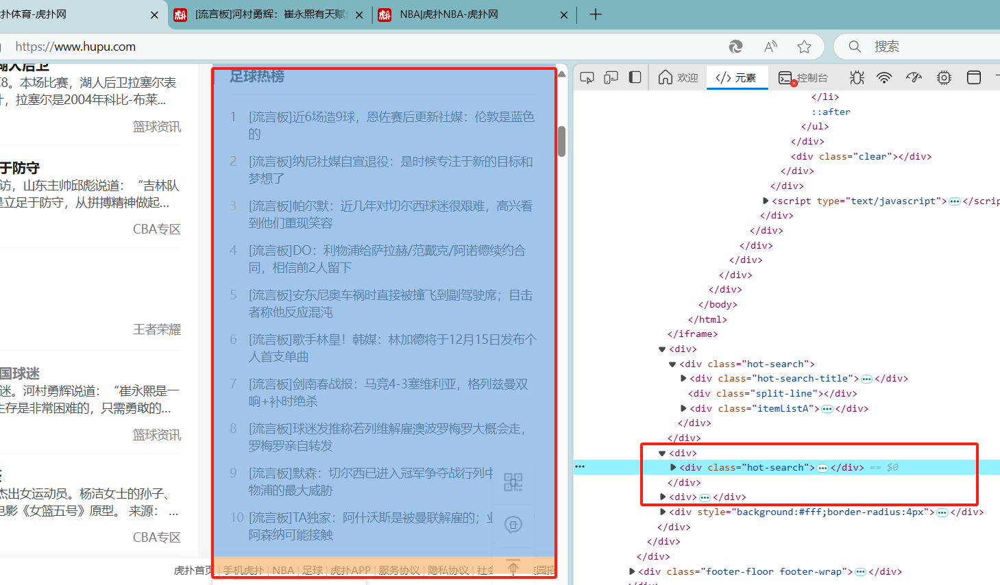 扑体育-虎扑网
[流言板]河村勇辉：崔永熙有天赋
NBA|虎扑NBA-虎扑网
https://www.hupu.com
搜索
湖人后卫
8。本场比赛，湖人后卫拉塞尔表
，拉塞尔是2004年科比-布莱...
篮球资讯
于防守
访，山东主帅邱彪说道：“吉林队
立足于防守，从拼搏精神做起...
CBA专区
王者荣耀
国球迷
迷。河村勇辉说道：“崔永熙是一
存是非常困难的，只需勇敢的...
篮球资讯
杰出女运动员。杨洁女士的孙子、
电影《女篮五号》原型。 来源： ...
CBA专区
足球热榜
1 [流言板]近6场造9球，恩佐赛后更新社媒：伦敦是蓝色
的
2 [流言板]纳尼社媒自宣退役：是时候专注于新的目标和
梦想了
3 [流言板]帕尔默：近几年对切尔西球迷很艰难，高兴看
到他们重现笑容
4 [流言板]DO：利物浦给萨拉赫/范戴克/阿诺德续约合
同，相信前2人留下
5 [流言板]安东尼奥车祸时直接被撞飞到副驾驶席；目击
者称他反应混沌
6 [流言板]歌手林皇！韩媒：林加德将于12月15日发布个
人首支单曲
7 [流言板]剑南春战报：马竞4-3塞维利亚，格列兹曼双
响+补时绝杀
8 [流言板]球迷发推称若列维解雇澳波罗梅罗大概会走，
罗梅罗亲自转发
9 [流言板]默森：切尔西已进入冠军争夺战行列中
物浦的最大威胁
10 [流言板]TA独家：阿什沃斯是被曼联解雇的；
阿森纳可能接触
虎扑首页 | 手机虎扑 | NBA | 足球 | 虎扑APP | 服务协议 | 隐私协议 | 社会 园招
欢迎
</> 元素
控制台
</li>
::after
</ul>
</div>
<div class="clear"></div>
</div>
</div>
<script type="text/javascript">…</scrip
</div>
</div>
</div>
</div>
</div>
</div>
</body>
</html>
</iframe>
<div>
<div class="hot-search">
<div class="hot-search-title">…</div>
<div class="split-line"></div>
<div class="itemListA">…</div>
</div>
</div>
<div>
<div class="hot-search">…</div> == $0
</div>
<div>…</div>
<div style="background:#fff;border-radius:4px">…</div>
</div>
</div>
</div>
<div class="footer-floor footer-wrap">…</div>
</div>